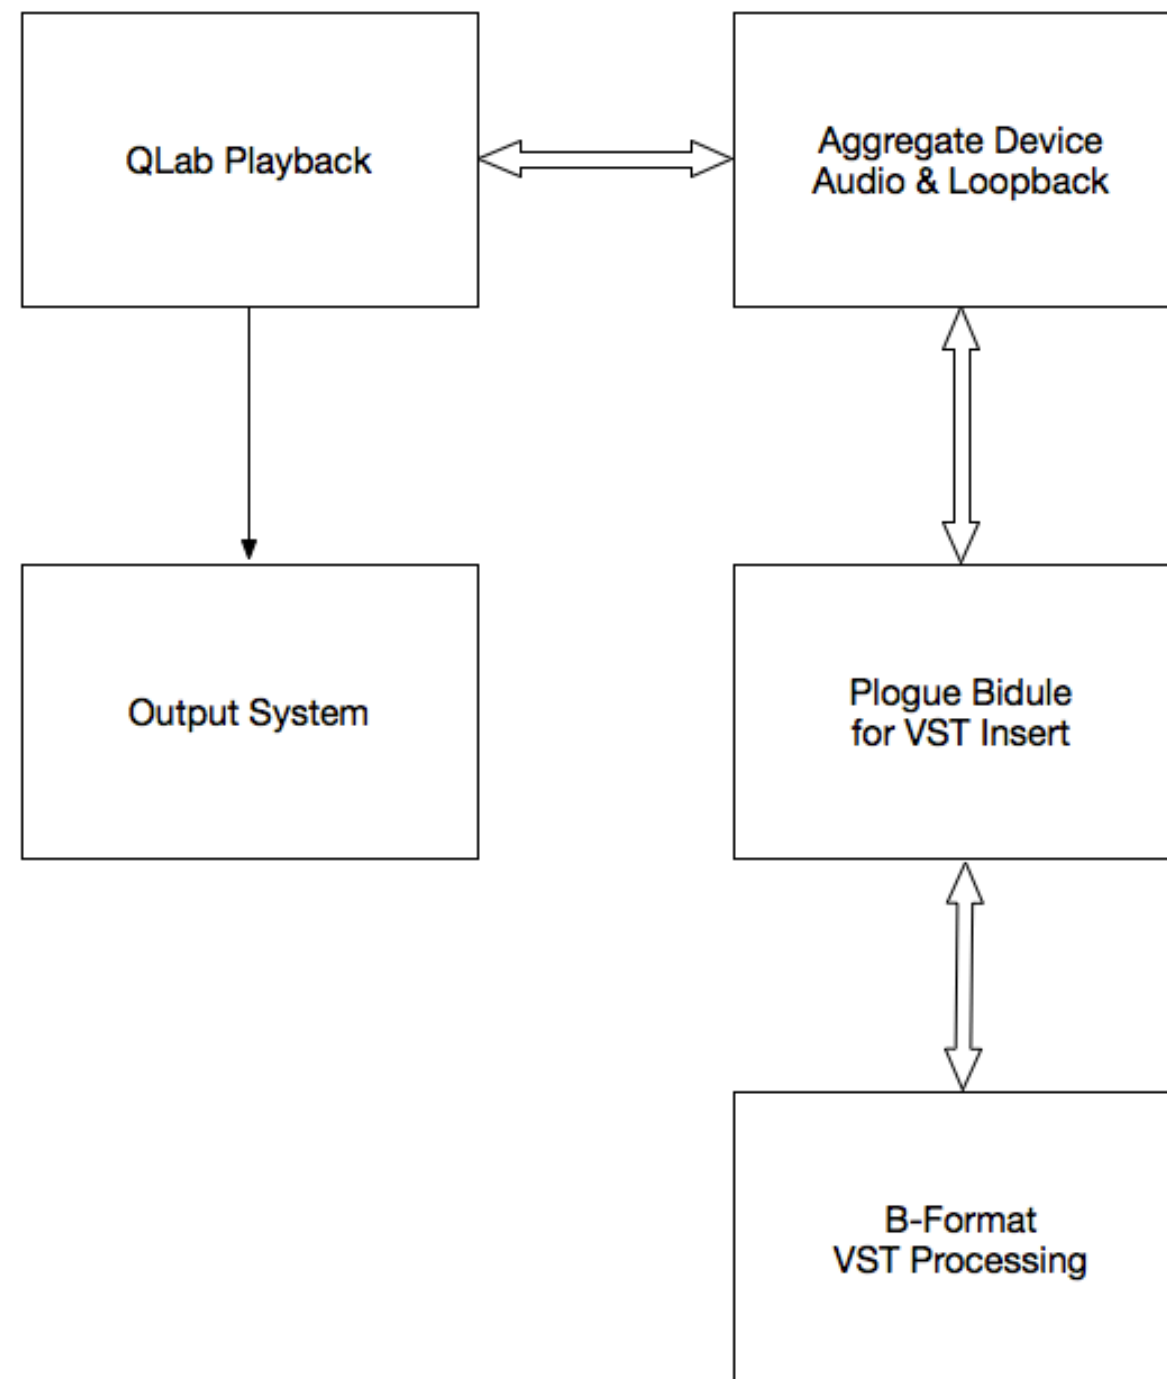 QLab Playback
Aggregate Device
Audio & Loopback
Output System
Plogue Bidule
for VST Insert
B-Format
VST Processing